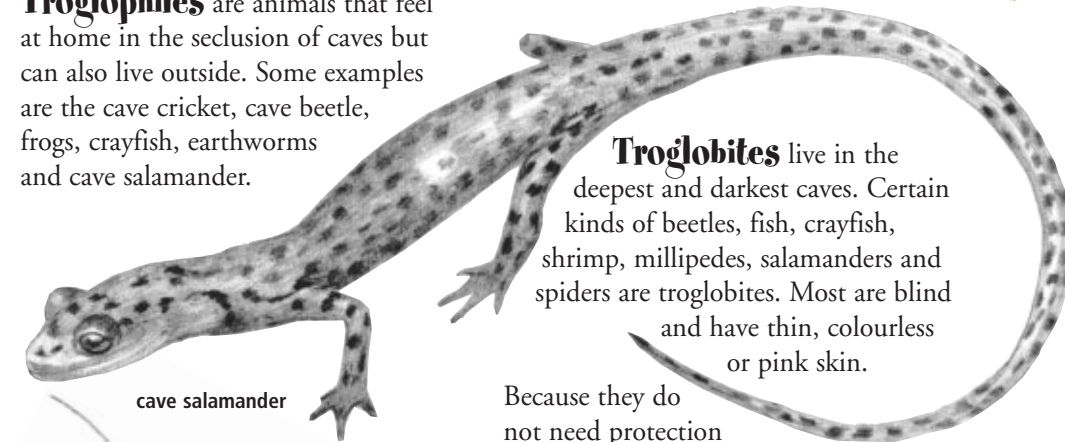 Troglophiles are animals that feel
at home in the seclusion of caves but
can also live outside. Some examples
are the cave cricket, cave beetle,
frogs, crayfish, earthworms
and cave salamander.
Troglobites live in the
deepest and darkest caves. Certain
kinds of beetles, fish, crayfish,
shrimp, millipedes, salamanders and
spiders are troglobites. Most are blind
and have thin, colourless
or pink skin.
cave salamander
Because they do
not need protection